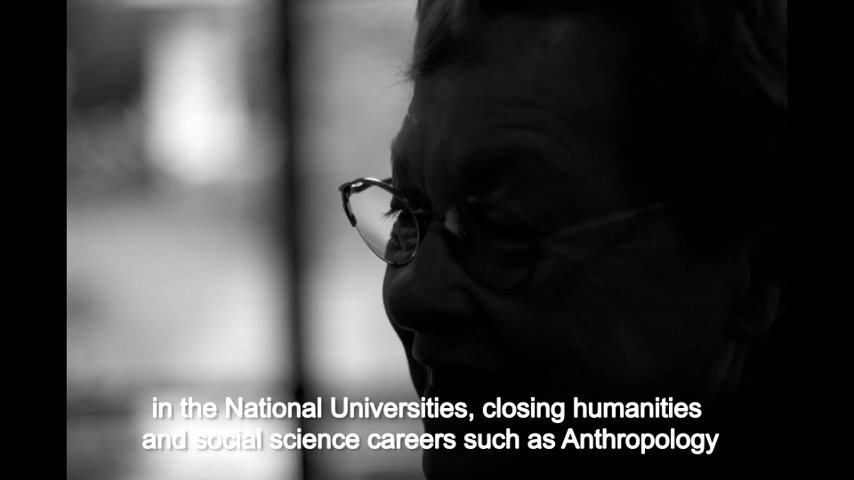 in the National Universities, closing humanities
and social science careers such as Anthropology